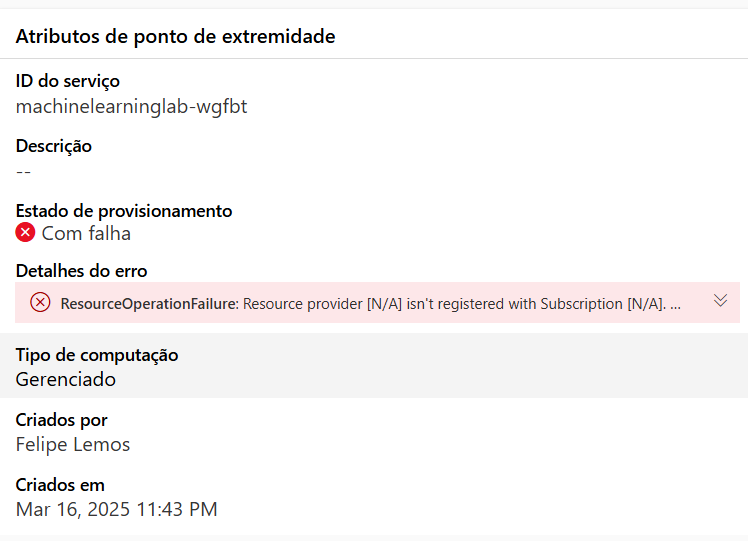 Atributos de ponto de extremidade
ID do serviço
machinelearninglab-wgfbt
Descrição
--
Estado de provisionamento
Com falha
Detalhes do erro
ResourceOperationFailure: Resource provider [N/A] isn't registered with Subscription [N/A]. ...
Tipo de computação
Gerenciado
Criados por
Felipe Lemos
Criados em
Mar 16, 2025 11:43 PM